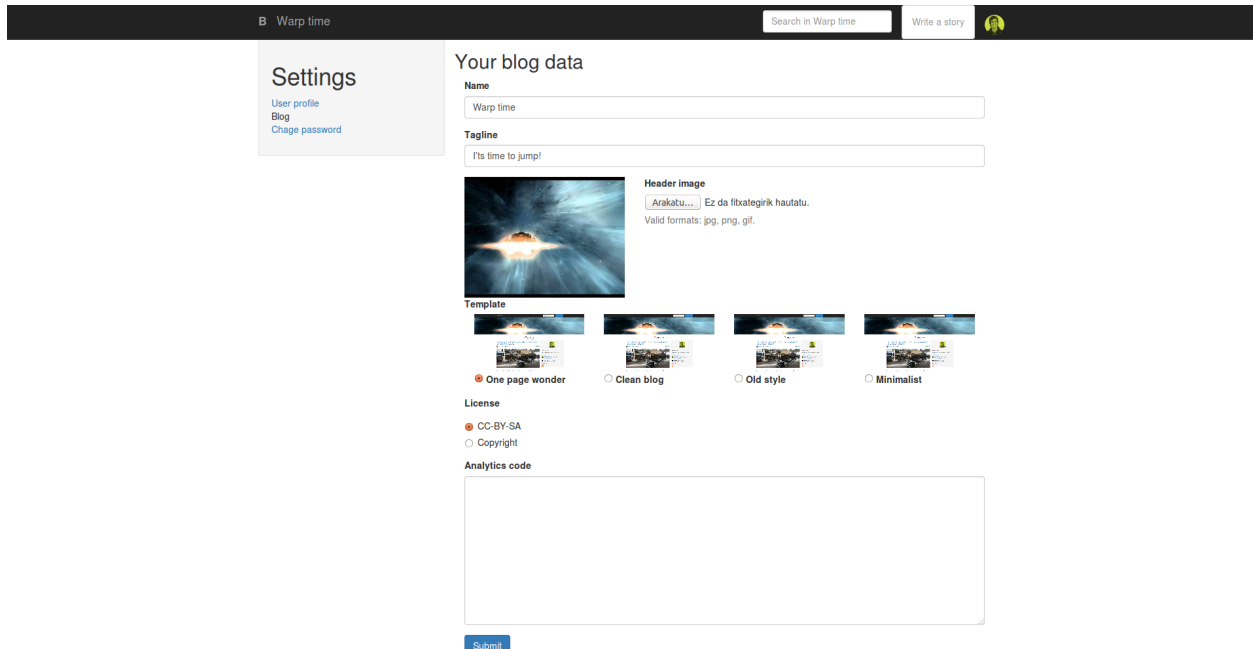 B Warp time
Search in Warp time
Write a story
Settings
User profile
Blog
Chage password
Your blog data
Name
Warp time
Tagline
I'ts time to jump!
Header image
Arakatu... Ez da fitxategirik hautatu.
Valid formats: jpg, png, gif.
Template
One page wonder
Clean blog
Old style
Minimalist
License
CC-BY-SA
Copyright
Analytics code
Submit